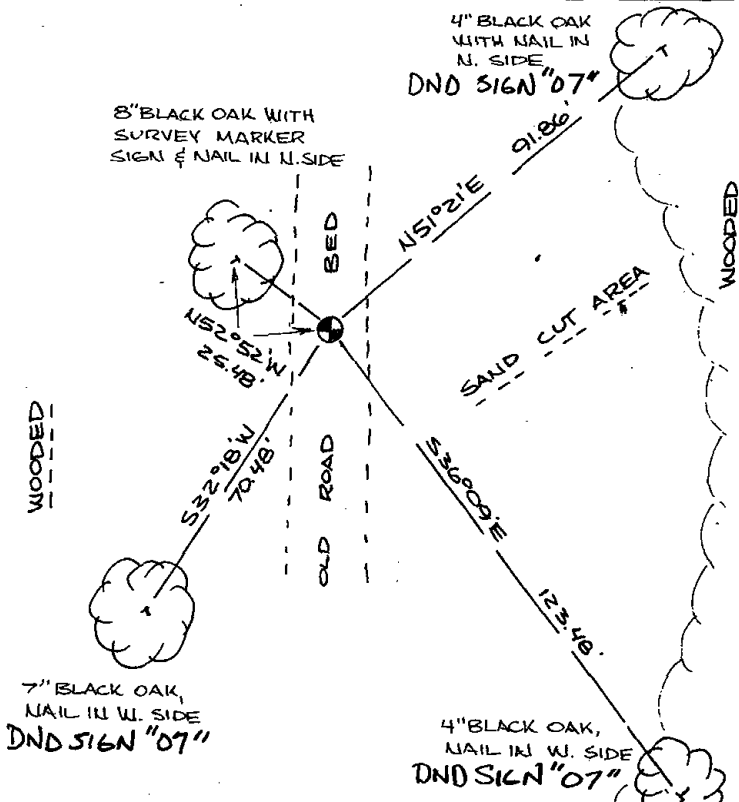 4" BLACK OAK
WITH NAIL IN
N. SIDE
DND SIGN "07"
8" BLACK OAK WITH
SURVEY MARKER
SIGN & NAIL IN N. SIDE
91.86'
N51°21'E
BED
WOODED
SAND CUT AREA
N52°52'W
25.48'
WOODED
S32°18'W
70.48'
OLD ROAD
S36°09'E
123.48'
7" BLACK OAK,
NAIL IN W. SIDE
DND SIGN "07"
4" BLACK OAK,
NAIL IN W. SIDE
DND SIGN "07"